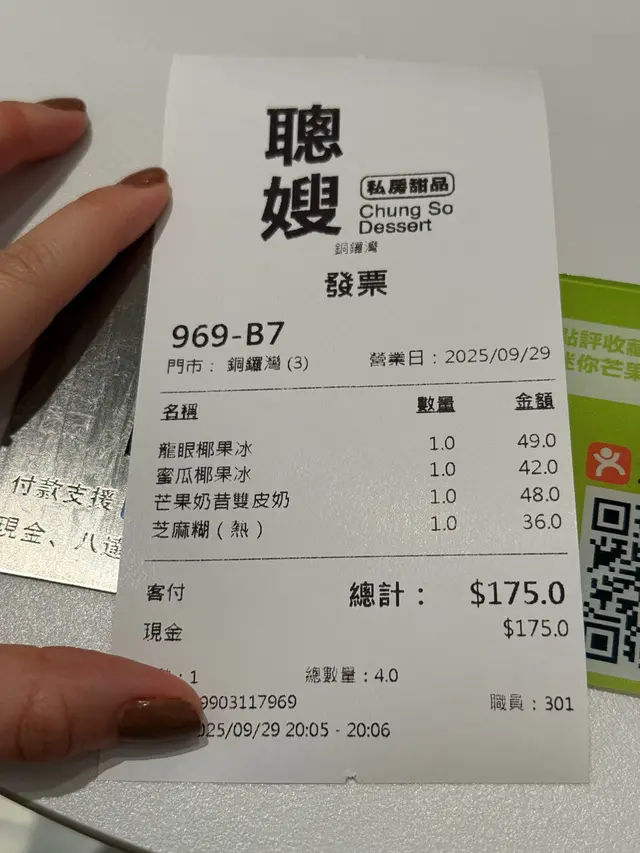 聰嫂
私房甜品
Chung So
Dessert
銅鑼灣
發票
969-B7
門市： 銅鑼灣 (3) 營業日：2025/09/29
名稱 數量 金額
龍眼椰果冰 1.0 49.0
蜜瓜椰果冰 1.0 42.0
芒果奶昔雙皮奶 1.0 48.0
芝麻糊（熱） 1.0 36.0
客付 總計： $175.0
現金 $175.0
：1 總數量：4.0
9903117969 職員：301
025/09/29 20:05 - 20:06
付款支援
現金、八達
點評收藏
迷你芒果